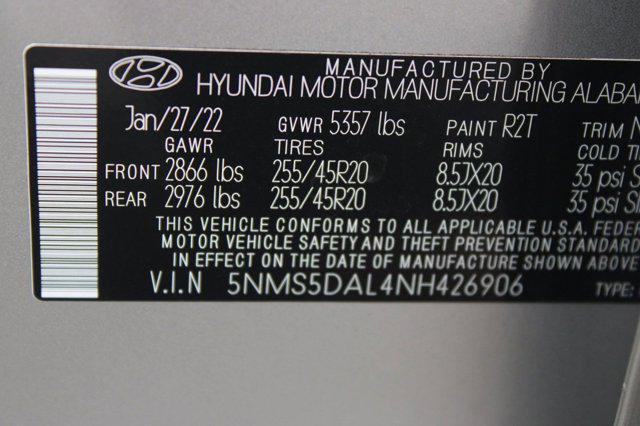 MANUFACTURED BY
HYUNDAI MOTOR MANUFACTURING ALABA
Jan/27/22 GVWR 5357 lbs PAINT R2T TRIM
GAWR TIRES RIMS COLD
FRONT 2866 lbs 255/45R20 8.5JX20 35 psi
REAR 2976 lbs 255/45R20 8.5JX20 35 psi
THIS VEHICLE CONFORMS TO ALL APPLICABLE U.S.A. FEDER
MOTOR VEHICLE SAFETY AND THEFT PREVENTION STANDARD
IN EFFECT ON THE DATE OF MANUFACTURE SHOWN ABOVE
V.I.N 5NMS5DAL4NH426906 TYPE: